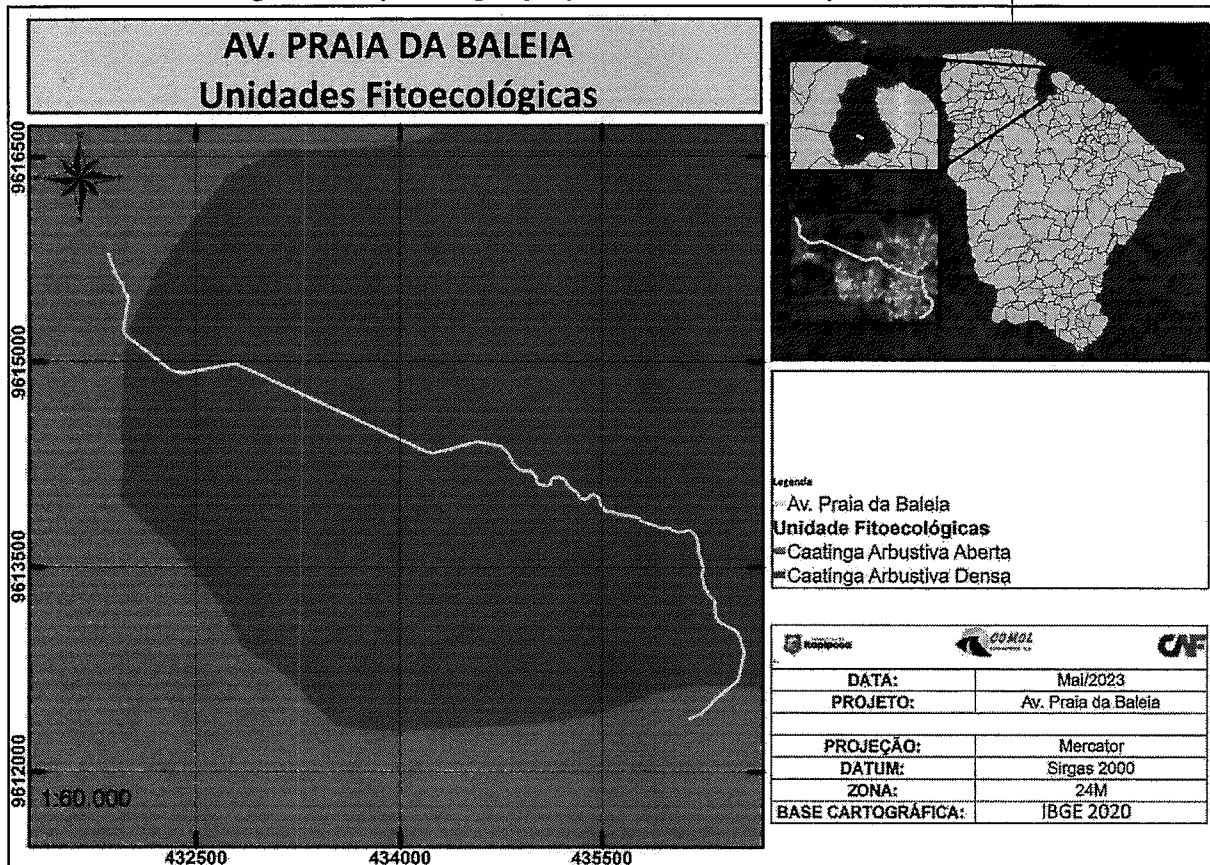 AV. PRAIA DA BALEIA
Unidades Fitoecológicas
9616500
9615000
9613500
9612000
1:60.000
432500
434000
435500
Legenda
Av. Praia da Baleia
Unidade Fitoecológicas
Caatinga Arbustiva Aberta
Caatinga Arbustiva Densa
Itapipoca
COMOL
CAF
DATA: Mai/2023
PROJETO: Av. Praia da Baleia
PROJEÇÃO: Mercator
DATUM: Sirgas 2000
ZONA: 24M
BASE CARTOGRÁFICA: IBGE 2020